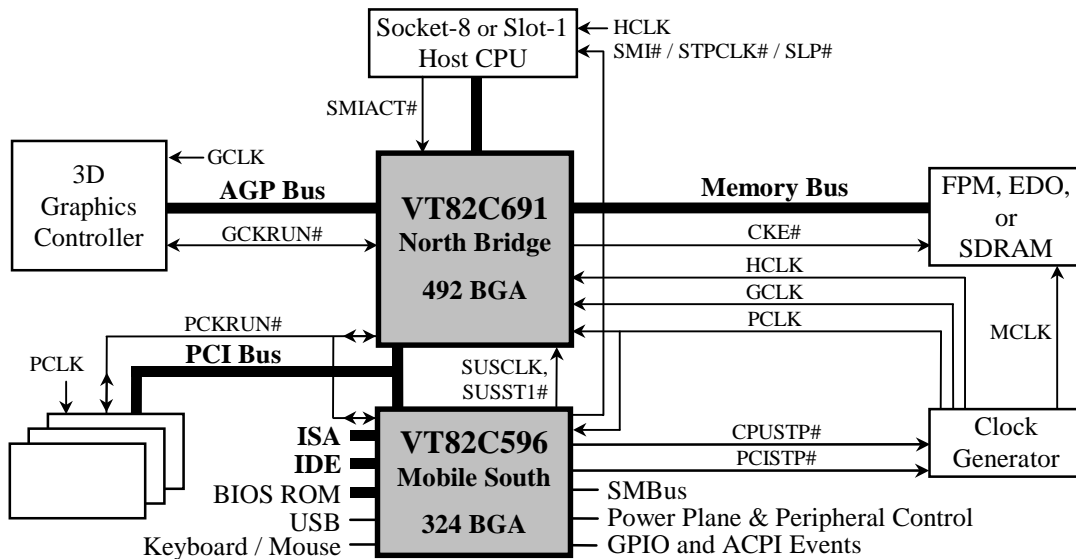 Socket-8 or Slot-1
Host CPU
HCLK
SMI# / STPCLK# / SLP#
SMIACT#
3D
Graphics
Controller
GCLK
AGP Bus
GCKRUN#
VT82C691
North Bridge
492 BGA
Memory Bus
CKE#
HCLK
GCLK
PCLK
FPM, EDO,
or
SDRAM
MCLK
PCKRUN#
PCI Bus
PCLK
SUSCLK,
SUSST1#
ISA
IDE
BIOS ROM
USB
Keyboard / Mouse
VT82C596
Mobile South
324 BGA
CPUSTP#
PCISTP#
Clock
Generator
SMBus
Power Plane & Peripheral Control
GPIO and ACPI Events